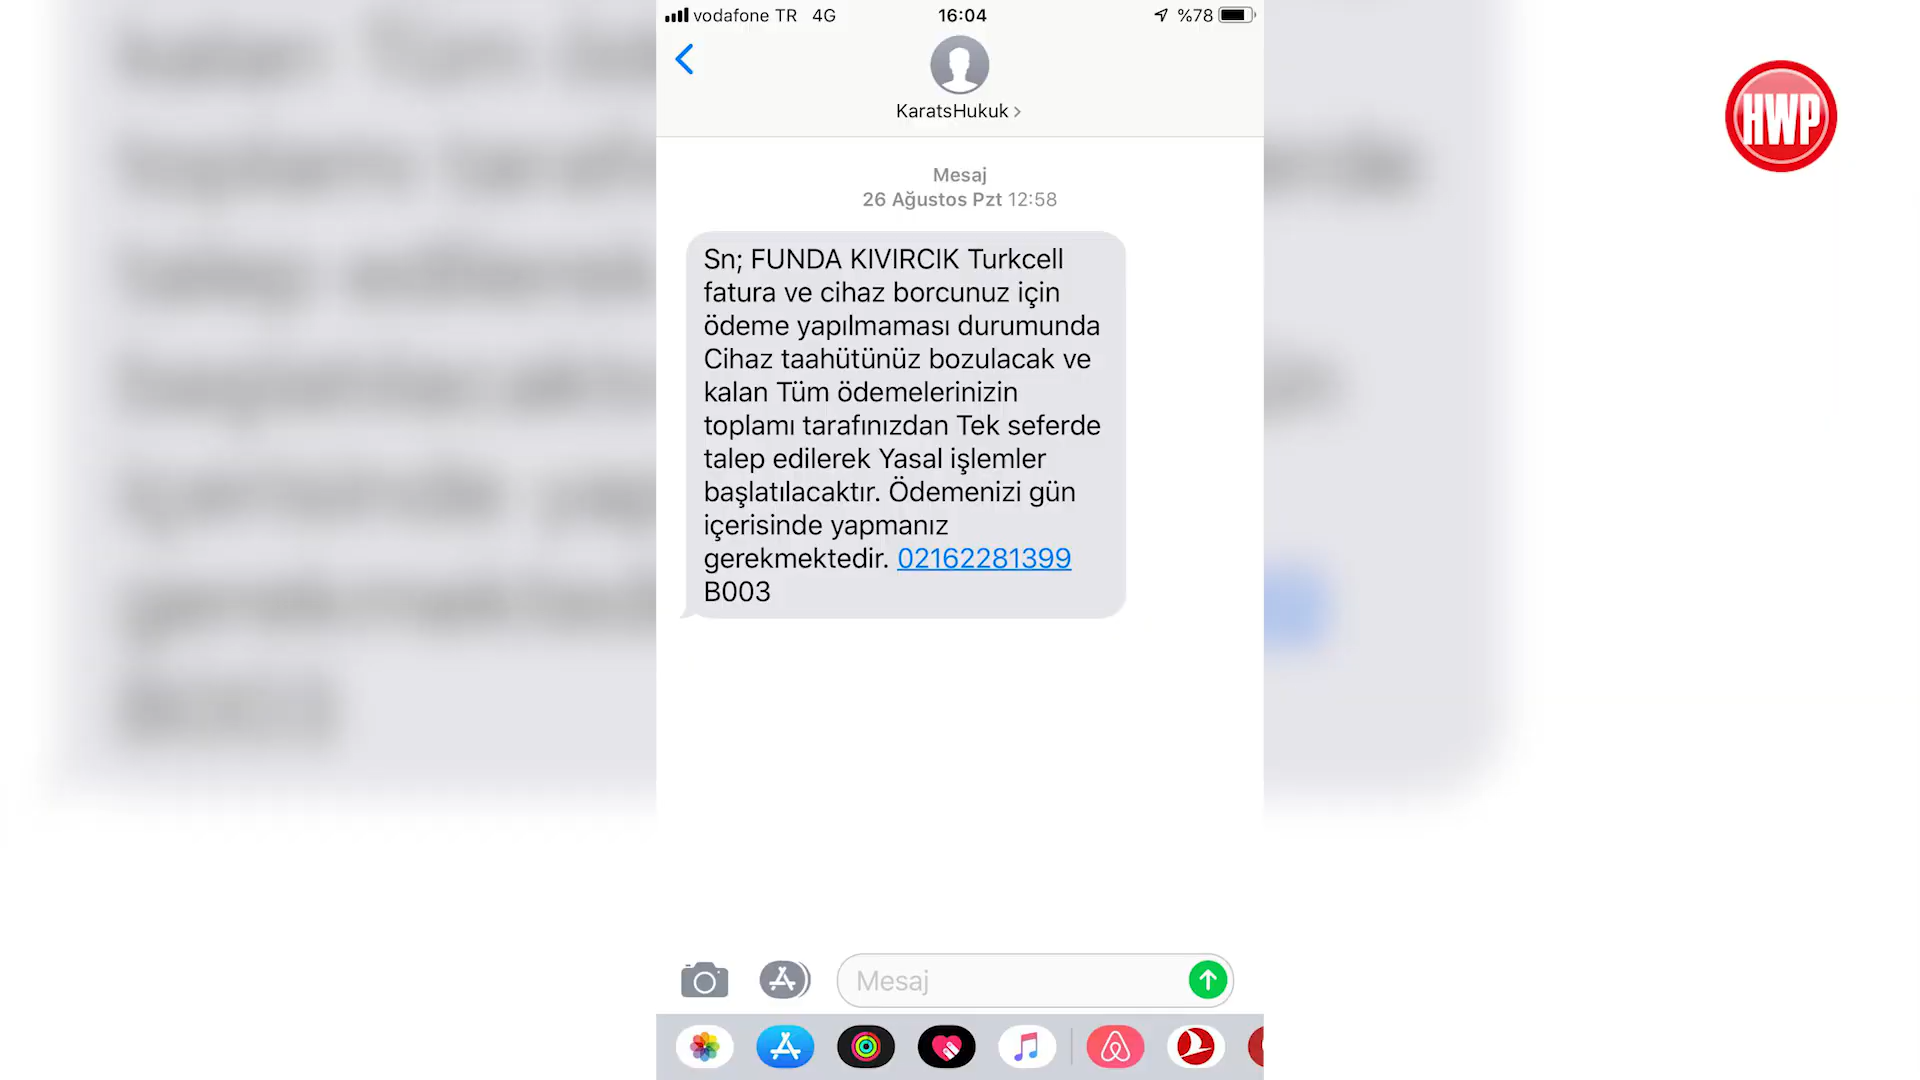 vodafone TR 4G 16:04 %78
KaratsHukuk
HWP
Mesaj
26 Ağustos Pzt 12:58
Sn; FUNDA KIVIRCIK Turkcell
fatura ve cihaz borcunuz için
ödeme yapılmaması durumunda
Cihaz taahütünüz bozulacak ve
kalan Tüm ödemelerinizin
toplamı tarafınızdan Tek seferde
talep edilerek Yasal işlemler
başlatılacaktır. Ödemenizi gün
içerisinde yapmanız
gerekmektedir. 02162281399
B003
Mesaj